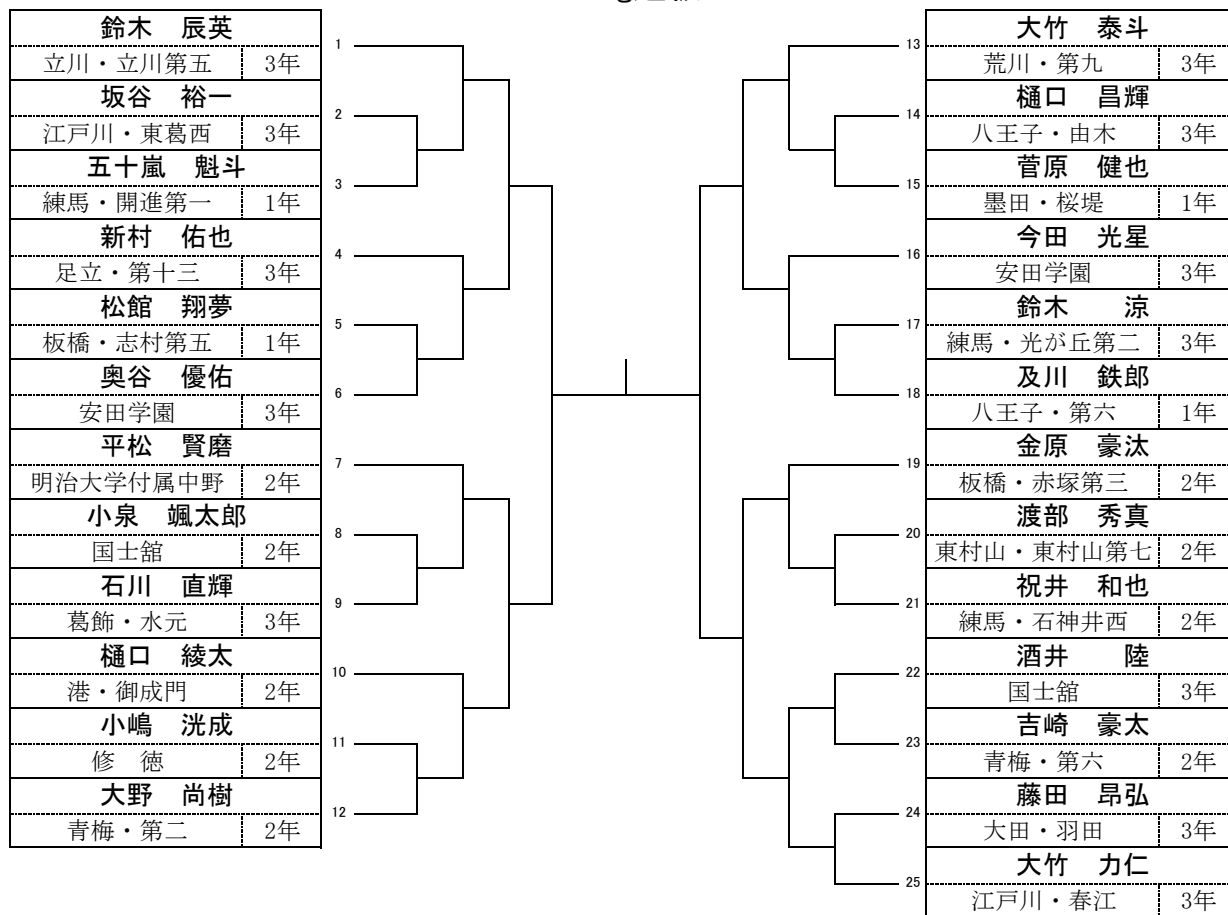 鈴木　辰英
1
立川・立川第五　3年
坂谷　裕一
2
江戸川・東葛西　3年
五十嵐　魁斗
3
練馬・開進第一　1年
新村　佑也
4
足立・第十三　3年
松館　翔夢
5
板橋・志村第五　1年
奥谷　優佑
6
安田学園　3年
平松　賢磨
7
明治大学付属中野　2年
小泉　颯太郎
8
国士舘　2年
石川　直輝
9
葛飾・水元　3年
樋口　綾太
10
港・御成門　2年
小嶋　洸成
11
修　徳　2年
大野　尚樹
12
青梅・第二　2年
大竹　泰斗
13
荒川・第九　3年
樋口　昌輝
14
八王子・由木　3年
菅原　健也
15
墨田・桜堤　1年
今田　光星
16
安田学園　3年
鈴木　　涼
17
練馬・光が丘第二　3年
及川　鉄郎
18
八王子・第六　1年
金原　豪汰
19
板橋・赤塚第三　2年
渡部　秀真
20
東村山・東村山第七　2年
祝井　和也
21
練馬・石神井西　2年
酒井　　陸
22
国士舘　3年
吉崎　豪太
23
青梅・第六　2年
藤田　昂弘
24
大田・羽田　3年
大竹　力仁
25
江戸川・春江　3年